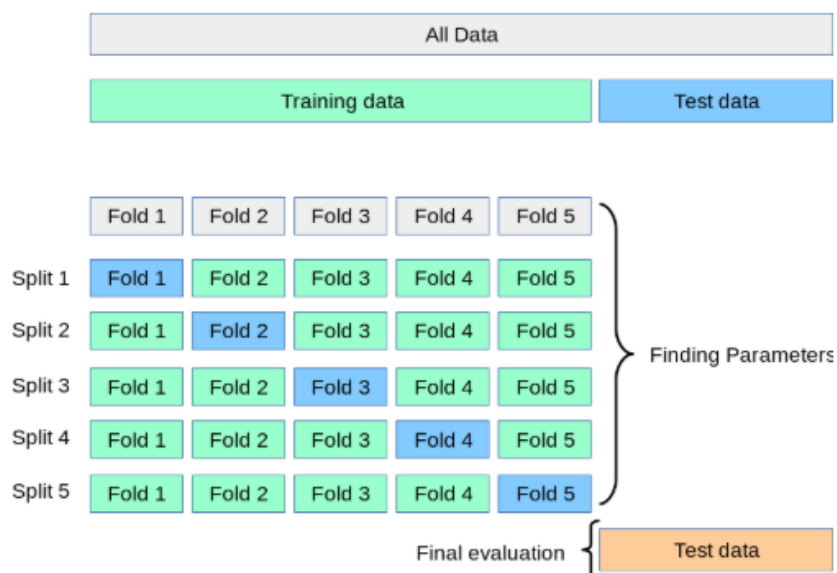 All Data
Training data Test data
Fold 1 Fold 2 Fold 3 Fold 4 Fold 5
Split 1 Fold 1 Fold 2 Fold 3 Fold 4 Fold 5
Split 2 Fold 1 Fold 2 Fold 3 Fold 4 Fold 5
Finding Parameters
Split 3 Fold 1 Fold 2 Fold 3 Fold 4 Fold 5
Split 4 Fold 1 Fold 2 Fold 3 Fold 4 Fold 5
Split 5 Fold 1 Fold 2 Fold 3 Fold 4 Fold 5
Final evaluation Test data